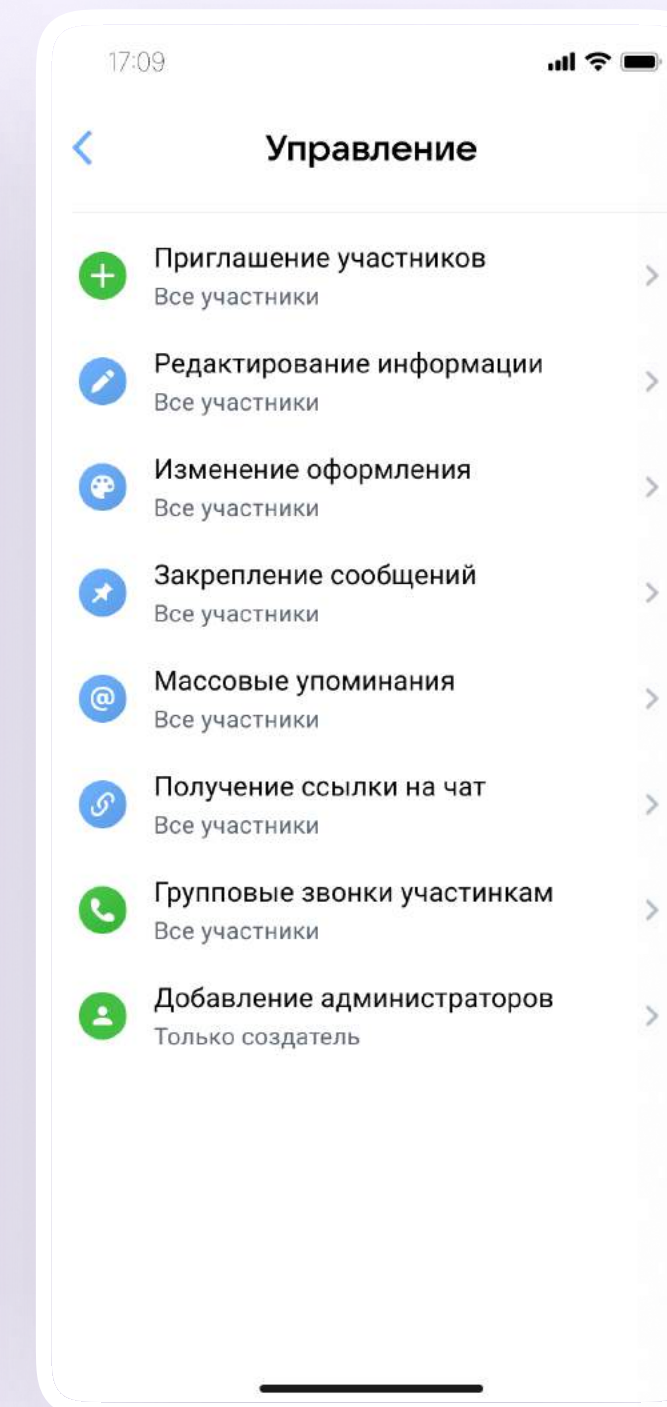 17:09
Управление
Приглашение участников
Все участники
Редактирование информации
Все участники
Изменение оформления
Все участники
Закрепление сообщений
Все участники
Массовые упоминания
Все участники
Получение ссылки на чат
Все участники
Групповые звонки участинкам
Все участники
Добавление администраторов
Только создатель